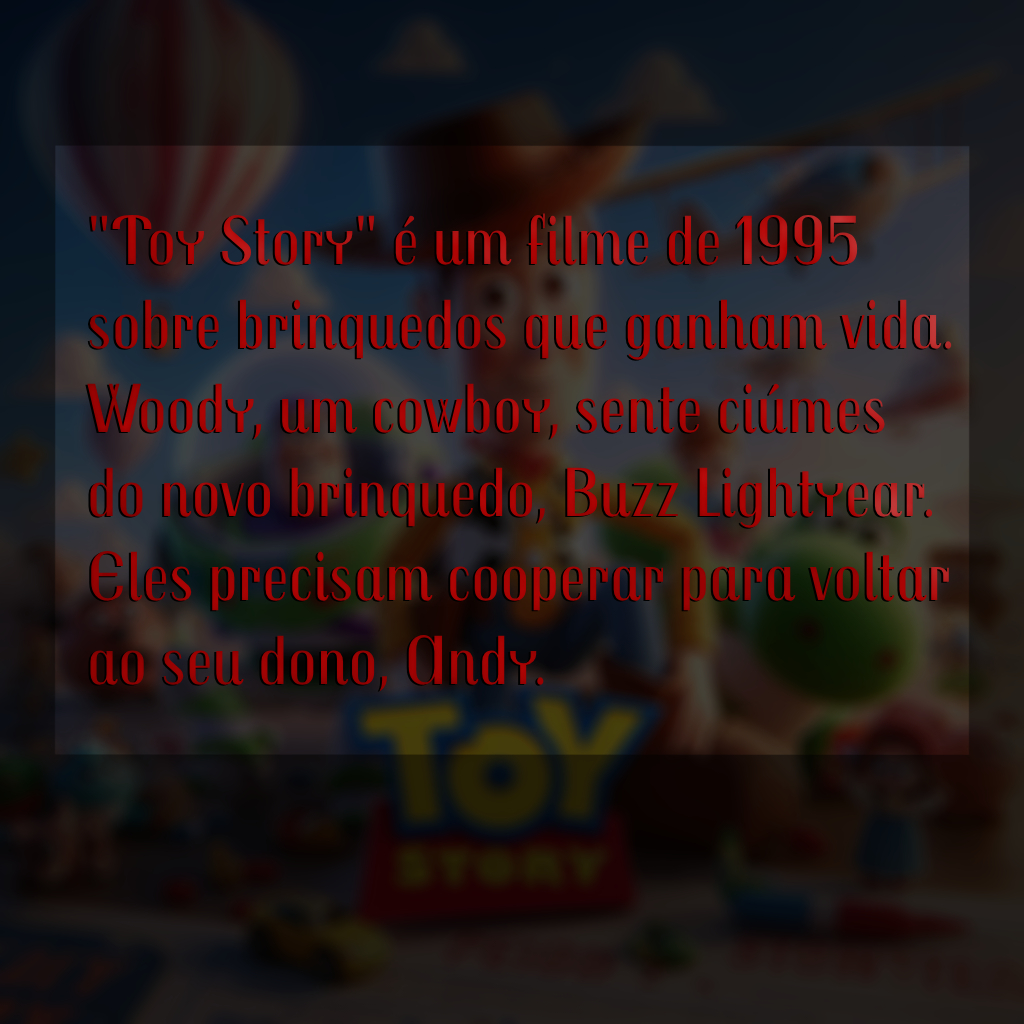 "Toy Story" é um filme de 1995
sobre brinquedos que ganham vida.
Woody, um cowboy, sente ciúmes
do novo brinquedo, Buzz Lightyear.
Eles precisam cooperar para voltar
ao seu dono, Andy.
TOY
STORY